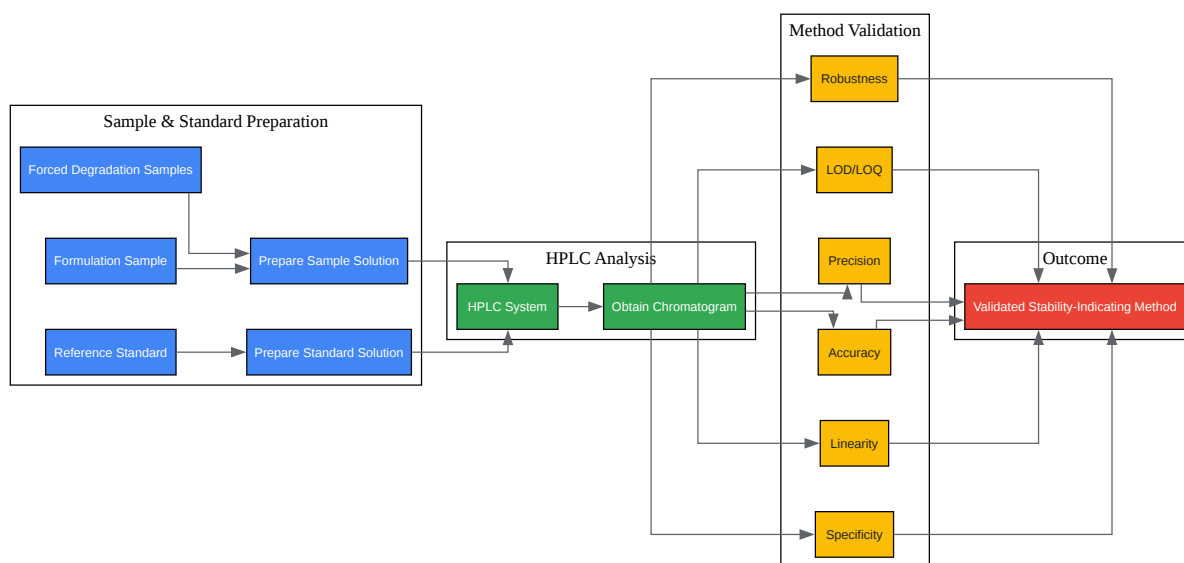 Sample & Standard Preparation
Forced Degradation Samples
Formulation Sample
Prepare Sample Solution
Reference Standard
Prepare Standard Solution
HPLC Analysis
HPLC System
Obtain Chromatogram
Method Validation
Robustness
LOD/LOQ
Precision
Accuracy
Linearity
Specificity
Outcome
Validated Stability-Indicating Method